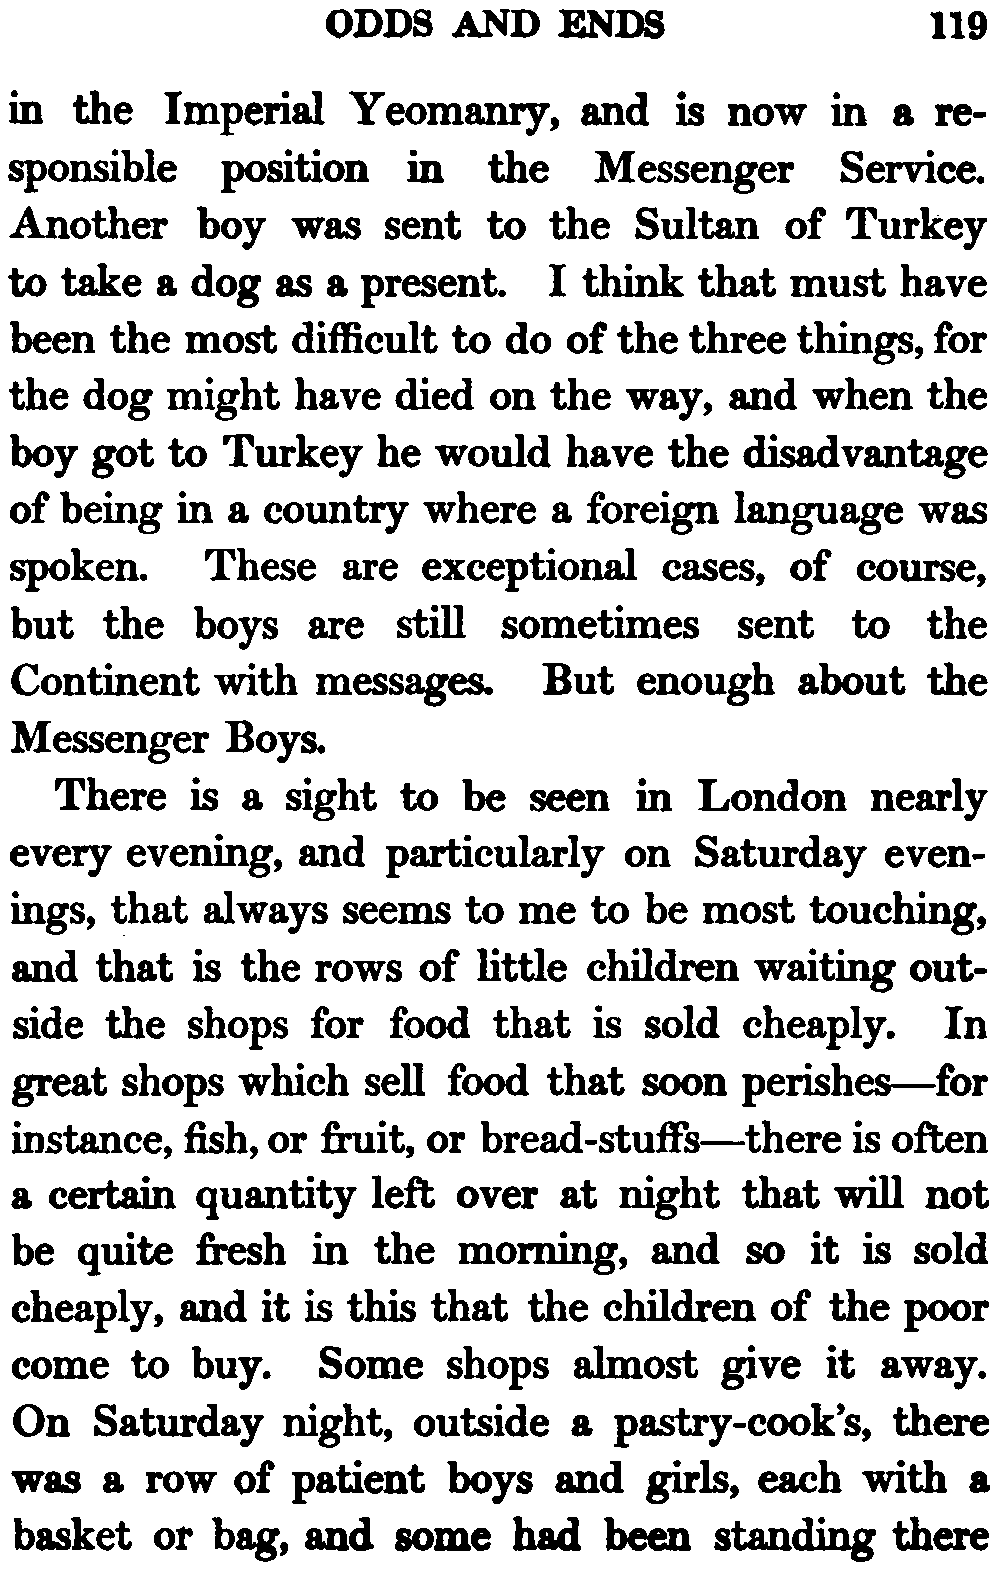 ODDS AND ENDS 119
in the Imperial Yeomanry, and is now in a re-
sponsible position in the Messenger Service.
Another boy was sent to the Sultan of Turkey
to take a dog as a present. I think that must have
been the most difficult to do of the three things, for
the dog might have died on the way, and when the
boy got to Turkey he would have the disadvantage
of being in a country where a foreign language was
spoken. These are exceptional cases, of course,
but the boys are still sometimes sent to the
Continent with messages. But enough about the
Messenger Boys.
There is a sight to be seen in London nearly
every evening, and particularly on Saturday even-
ings, that always seems to me to be most touching,
and that is the rows of little children waiting out-
side the shops for food that is sold cheaply. In
great shops which sell food that soon perishes—for
instance, fish, or fruit, or bread-stuffs—there is often
a certain quantity left over at night that will not
be quite fresh in the morning, and so it is sold
cheaply, and it is this that the children of the poor
come to buy. Some shops almost give it away.
On Saturday night, outside a pastry-cook's, there
was a row of patient boys and girls, each with a
basket or bag, and some had been standing there